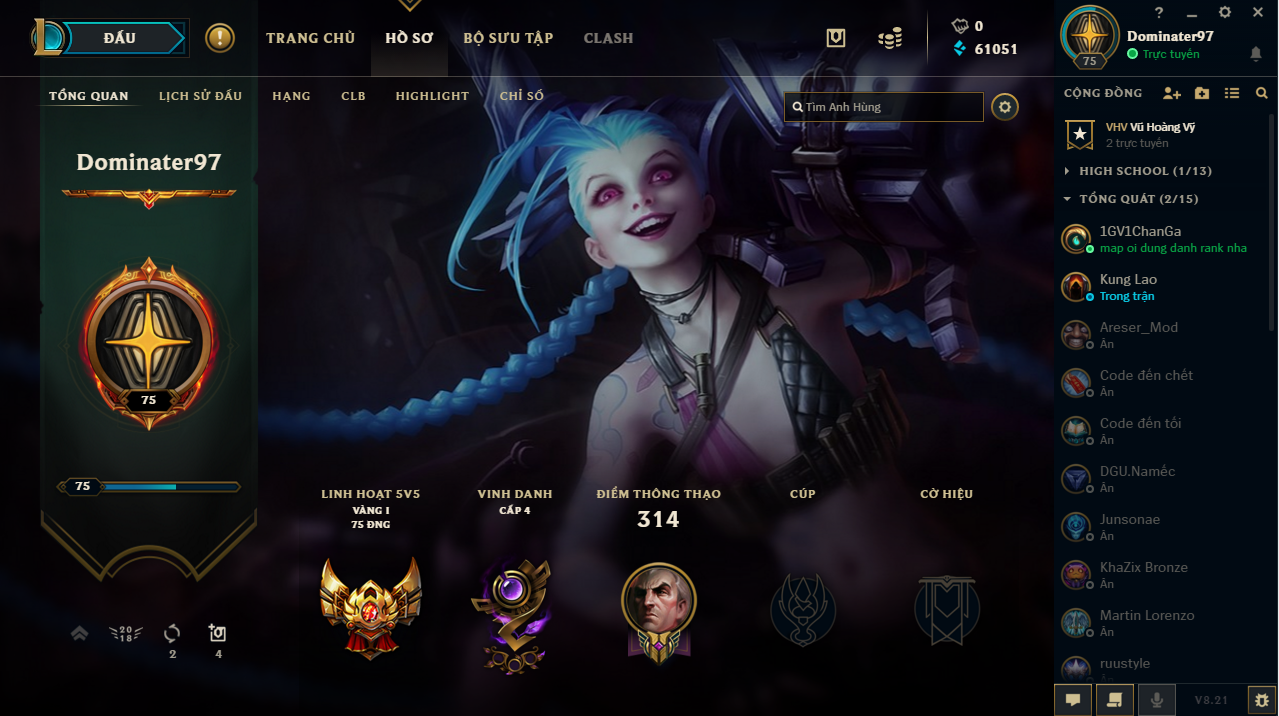 ĐẤU
TRANG CHỦ
HỒ SƠ
BỘ SƯU TẬP
CLASH
0
61051
?
75
Dominater97
Trực tuyến
TỔNG QUAN
LỊCH SỬ ĐẤU
HẠNG
CLB
HIGHLIGHT
CHỈ SỐ
Tìm Anh Hùng
Dominater97
75
75
LINH HOẠT 5V5
VÀNG I
75 ĐNG
VINH DANH
CẤP 4
ĐIỂM THÔNG THẠO
314
CÚP
CỜ HIỆU
2018
2
4
CỘNG ĐỒNG
VHV Vũ Hoàng Vỹ
2 trực tuyến
HIGH SCHOOL (1/13)
TỔNG QUÁT (2/15)
1GV1ChanGa
map oi dung danh rank nha
Kung Lao
Trong trận
Areser_Mod
Ẩn
Code đến chết
Ẩn
Code đến tối
Ẩn
DGU.Namếc
Ẩn
Junsonae
Ẩn
KhaZix Bronze
Ẩn
Martin Lorenzo
Ẩn
ruustyle
Ẩn
V8.21